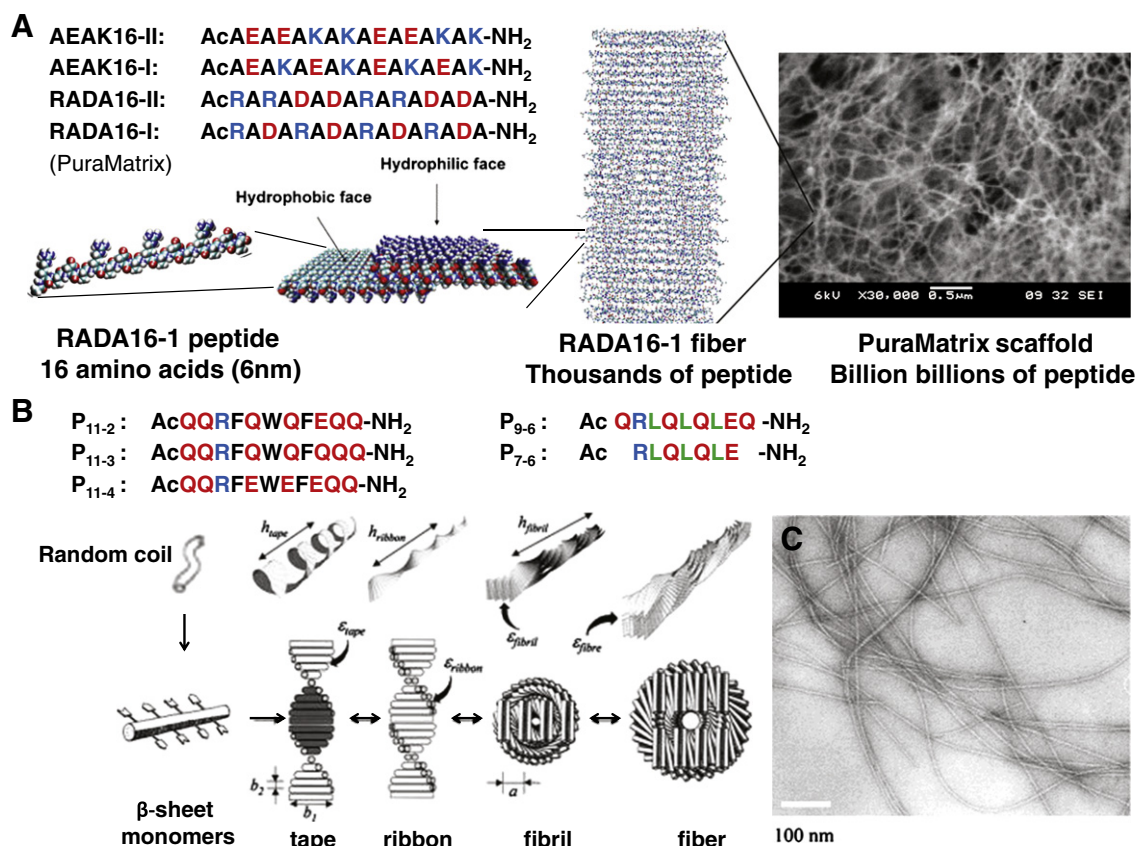 A
AEAK16-II: AcAEAEAKAKAEAEAKAK-NH2
AEAK16-I: AcAEAKAEAKAEAKAEAK-NH2
RADA16-II: AcRARADADARARADADA-NH2
RADA16-I: AcRADARADARADARADA-NH2
(PuraMatrix)
Hydrophilic face
Hydrophobic face
6kV X30,000 0.5μm 09 32 SEI
RADA16-1 peptide
16 amino acids (6nm)
RADA16-1 fiber
Thousands of peptide
PuraMatrix scaffold
Billion billions of peptide
B
P11-2 : AcQQRFQWQFEQQ-NH2
P11-3 : AcQQRFQWQFQQQ-NH2
P11-4 : AcQQRFEWEFEQQ-NH2
P9-6 : Ac QRLQLQLEQ -NH2
P7-6 : Ac RLQLQLE -NH2
Random coil
htape
hribbon
hfibril
εtape
εribbon
εfibril
εfibre
b2
b1
a
β-sheet
monomers
tape
ribbon
fibril
fiber
C
100 nm